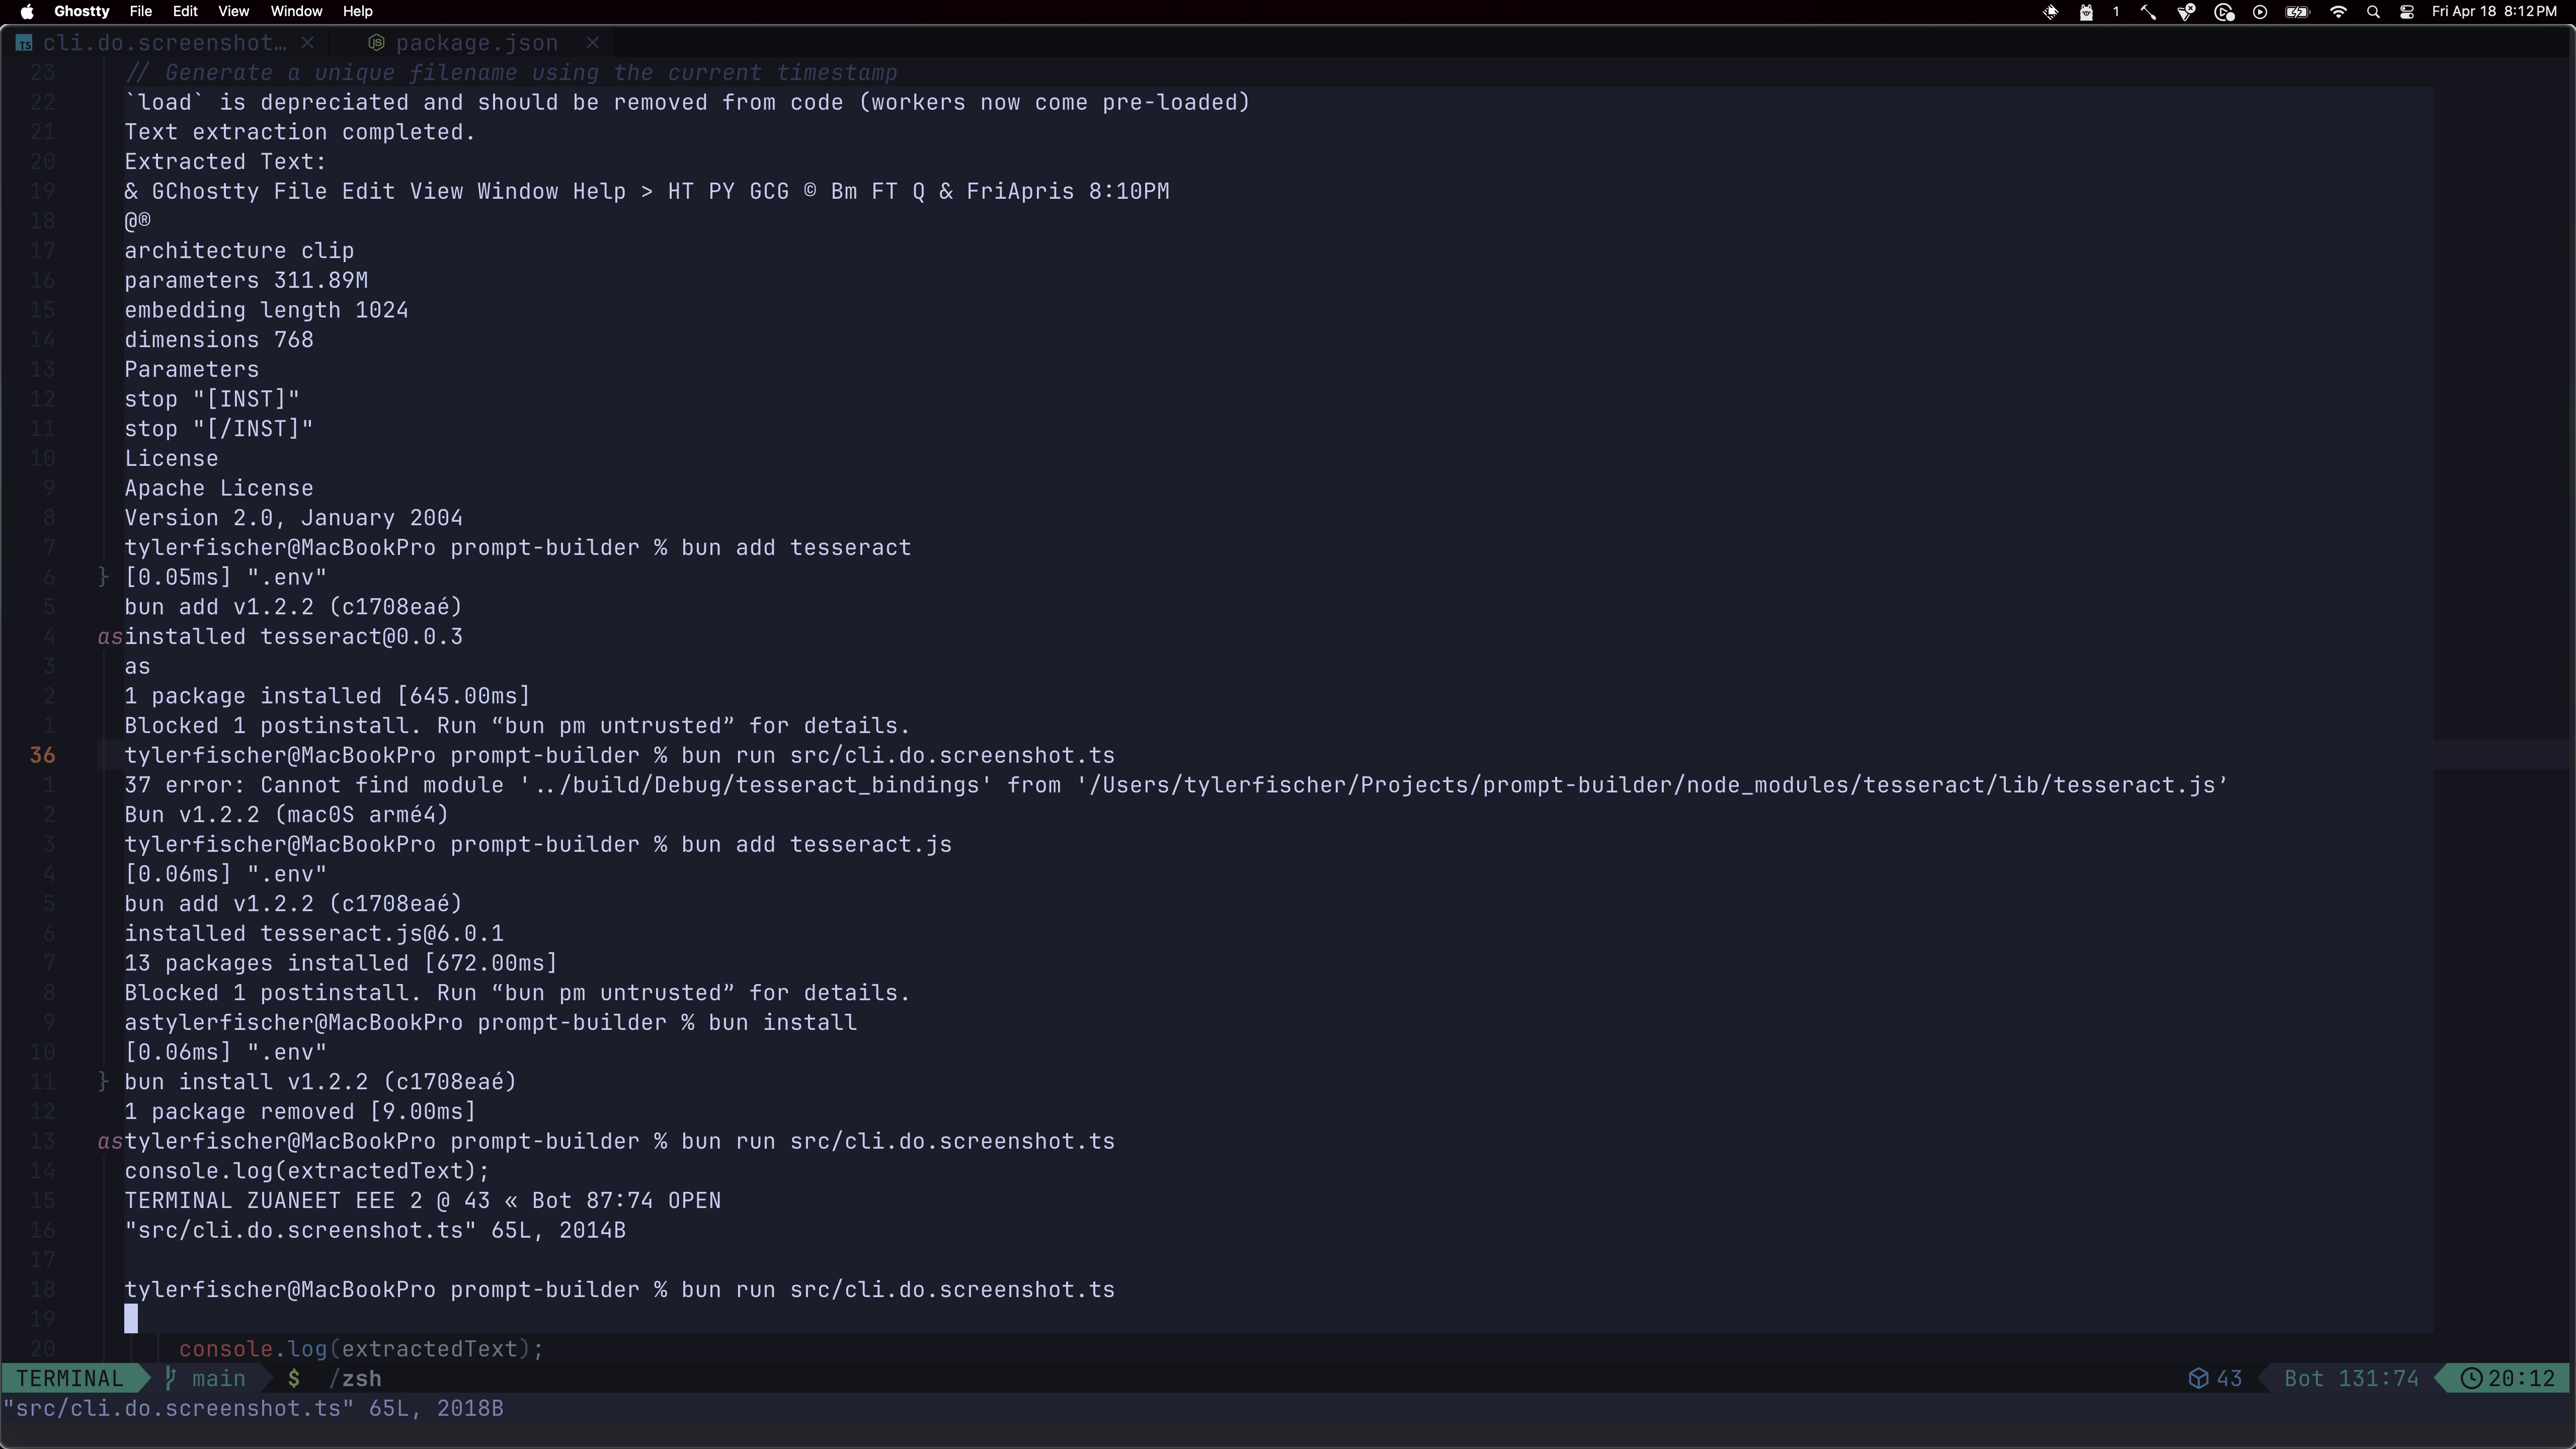 Ghostty File Edit View Window Help 1 Fri Apr 18 8:12 PM
TS cli.do.screenshot… × JS package.json ×
23 // Generate a unique filename using the current timestamp
22 `load` is depreciated and should be removed from code (workers now come pre-loaded)
21 Text extraction completed.
20 Extracted Text:
19 & GChostty File Edit View Window Help > HT PY GCG © Bm FT Q & FriApris 8:10PM
18 @®
17 architecture clip
16 parameters 311.89M
15 embedding length 1024
14 dimensions 768
13 Parameters
12 stop "[INST]"
11 stop "[/INST]"
10 License
9 Apache License
8 Version 2.0, January 2004
7 tylerfischer@MacBookPro prompt-builder % bun add tesseract
6 } [0.05ms] ".env"
5 bun add v1.2.2 (c1708eaé)
4 asinstalled tesseract@0.0.3
3 as
2 1 package installed [645.00ms]
1 Blocked 1 postinstall. Run “bun pm untrusted” for details.
36 tylerfischer@MacBookPro prompt-builder % bun run src/cli.do.screenshot.ts
1 37 error: Cannot find module '../build/Debug/tesseract_bindings' from '/Users/tylerfischer/Projects/prompt-builder/node_modules/tesseract/lib/tesseract.js’
2 Bun v1.2.2 (macOS armé4)
3 tylerfischer@MacBookPro prompt-builder % bun add tesseract.js
4 [0.06ms] ".env"
5 bun add v1.2.2 (c1708eaé)
6 installed tesseract.js@6.0.1
7 13 packages installed [672.00ms]
8 Blocked 1 postinstall. Run “bun pm untrusted” for details.
9 astylerfischer@MacBookPro prompt-builder % bun install
10 [0.06ms] ".env"
11 } bun install v1.2.2 (c1708eaé)
12 1 package removed [9.00ms]
13 astylerfischer@MacBookPro prompt-builder % bun run src/cli.do.screenshot.ts
14 console.log(extractedText);
15 TERMINAL ZUANEET EEE 2 @ 43 « Bot 87:74 OPEN
16 "src/cli.do.screenshot.ts" 65L, 2014B
17
18 tylerfischer@MacBookPro prompt-builder % bun run src/cli.do.screenshot.ts
19
20 console.log(extractedText);
TERMINAL main $ /zsh 43 Bot 131:74 20:12
"src/cli.do.screenshot.ts" 65L, 2018B